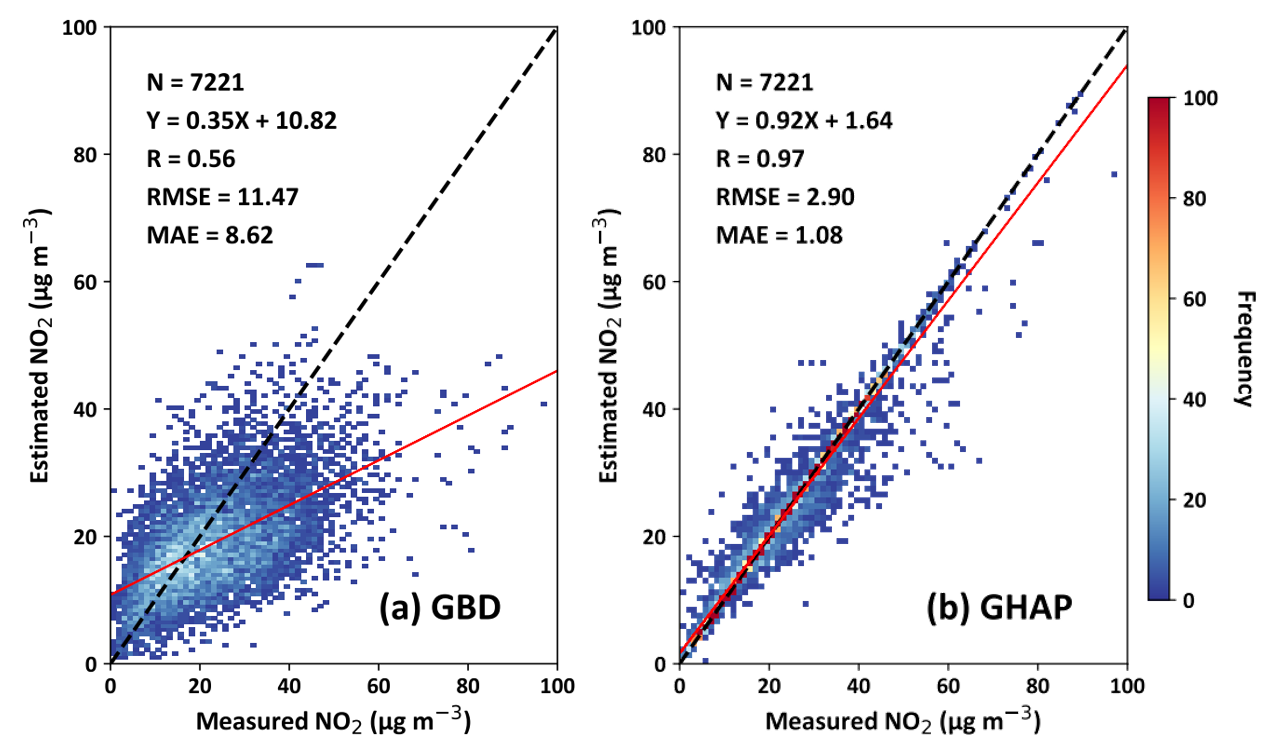 100
80
60
40
20
0
0 20 40 60 80 100
Estimated NO₂ (µg m⁻³)
Measured NO₂ (µg m⁻³)
N = 7221
Y = 0.35X + 10.82
R = 0.56
RMSE = 11.47
MAE = 8.62
(a) GBD
100
80
60
40
20
0
0 20 40 60 80 100
Estimated NO₂ (µg m⁻³)
Measured NO₂ (µg m⁻³)
N = 7221
Y = 0.92X + 1.64
R = 0.97
RMSE = 2.90
MAE = 1.08
(b) GHAP
100
80
60
40
20
0
Frequency